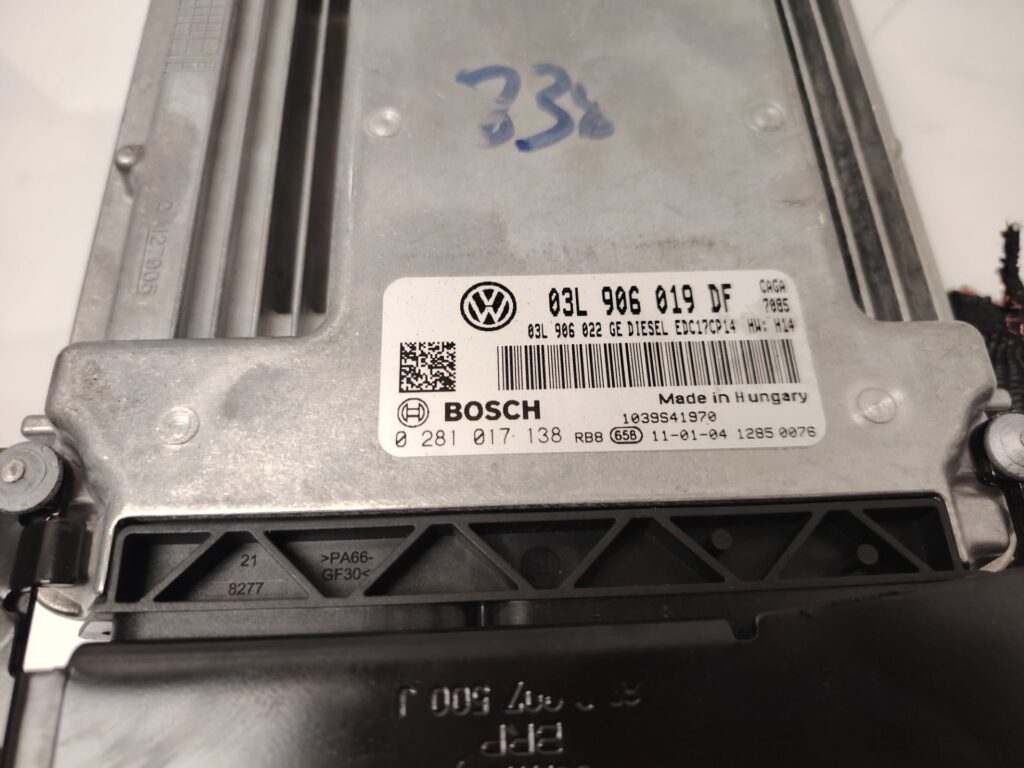 338
03L 906 019 DF CAGA
7085
03L 906 022 GE DIESEL EDC17CP14 HW: H14
Made in Hungary
BOSCH
1039S41970
0 281 017 138 RB8 658 11-01-04 1285 0076
21
8277
>PA66-
GF30<